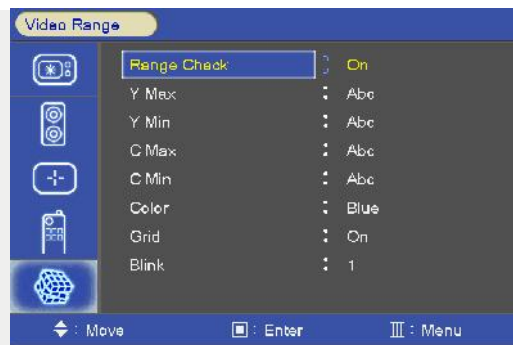 Video Range
Range Check : On
Y Max : Abc
Y Min : Abc
C Max : Abc
C Min : Abc
Color : Blue
Grid : On
Blink : 1
: Move : Enter : Menu